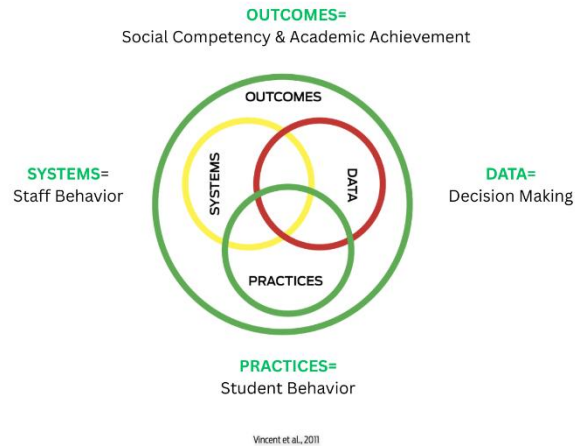 OUTCOMES=
Social Competency & Academic Achievement
OUTCOMES
SYSTEMS
DATA
PRACTICES
SYSTEMS=
Staff Behavior
DATA=
Decision Making
PRACTICES=
Student Behavior
Vincent et al., 2011